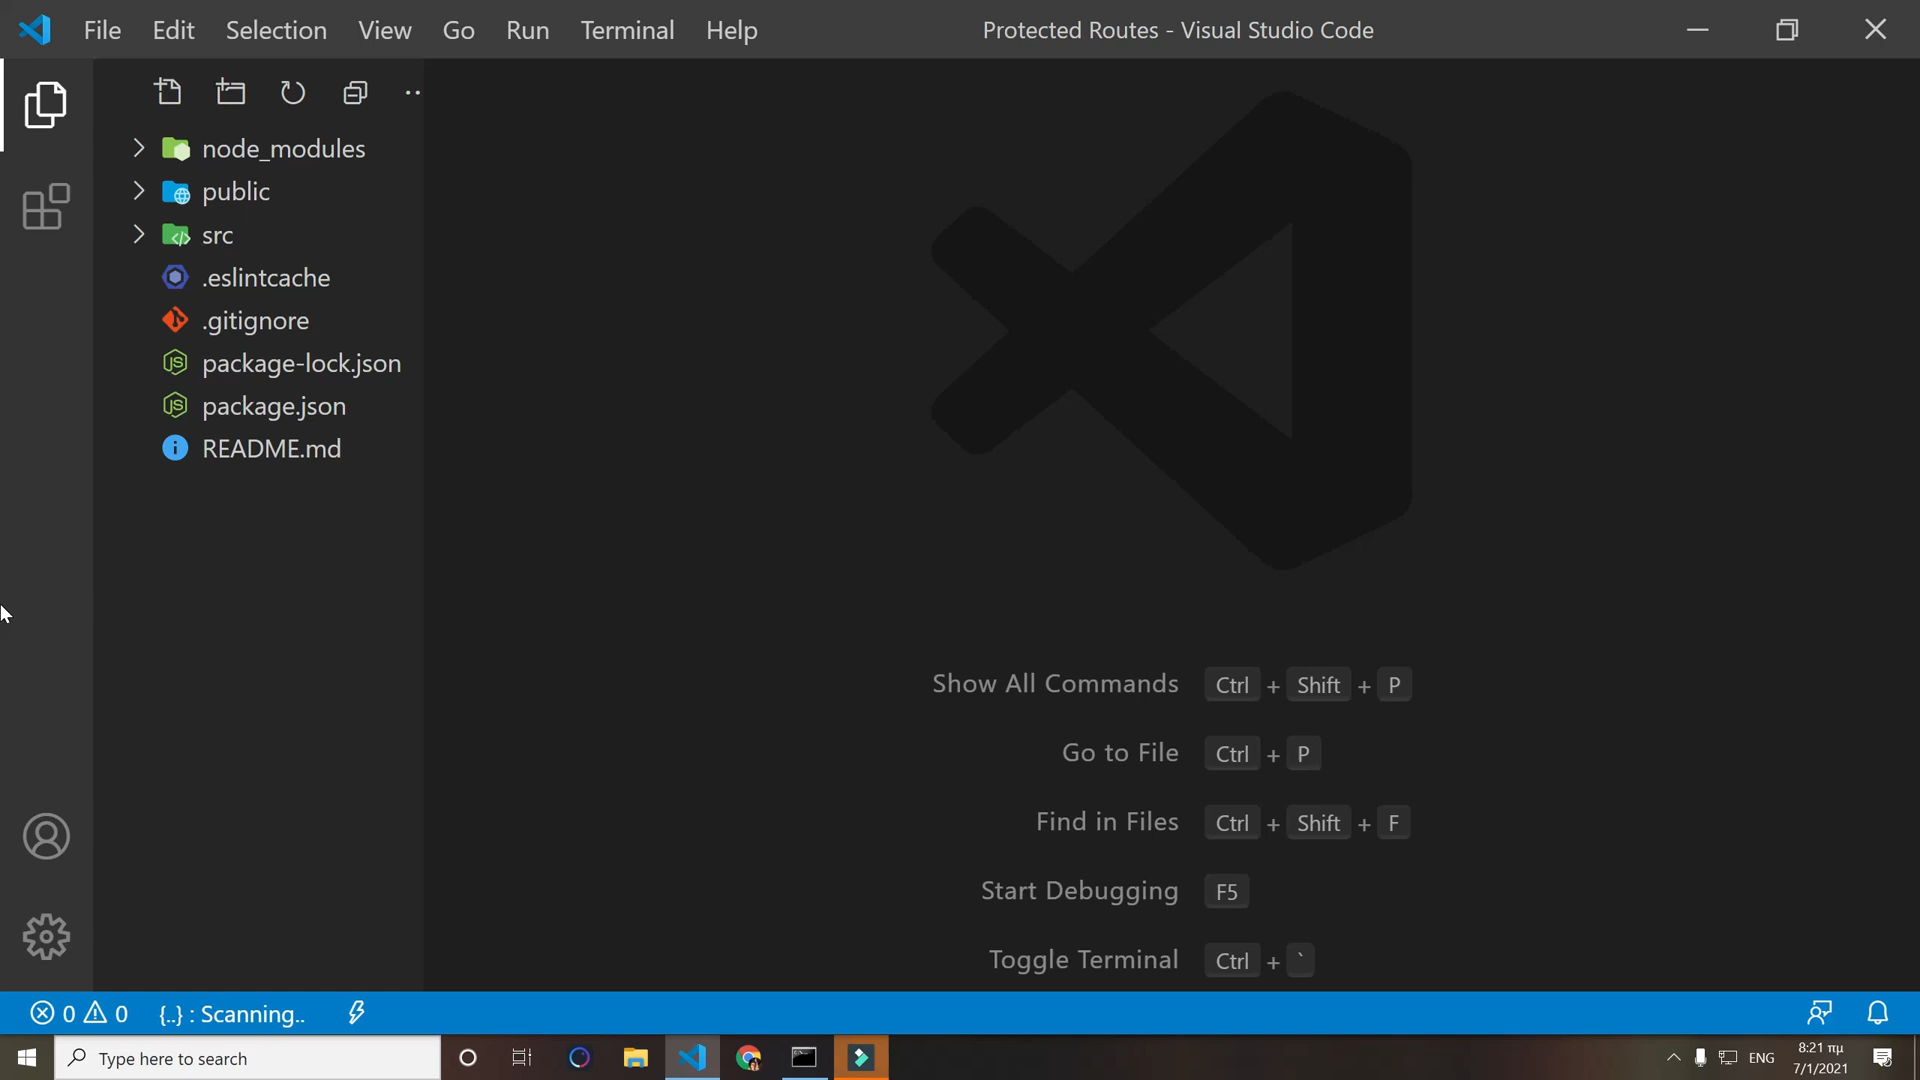 File Edit Selection View Go Run Terminal Help Protected Routes - Visual Studio Code
node_modules
public
src
.eslintcache
.gitignore
package-lock.json
package.json
README.md
Show All Commands Ctrl + Shift + P
Go to File Ctrl + P
Find in Files Ctrl + Shift + F
Start Debugging F5
Toggle Terminal Ctrl + `
0 0 {..} : Scanning..
Type here to search
ENG
8:21 πμ
7/1/2021